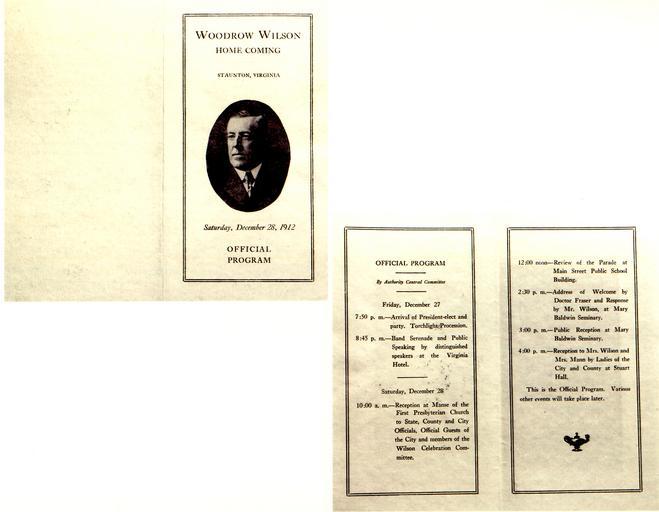 WOODROW WILSON
HOME COMING
STAUNTON, VIRGINIA
Saturday, December 28, 1912
OFFICIAL
PROGRAM
OFFICIAL PROGRAM
By Authority General Committee
Friday, December 27
7:50 p. m.—Arrival of President-elect and
party. Torchlight Procession.
8:45 p. m.—Band Serenade and Public
Speaking by distinguished
speakers at the Virginia
Hotel.
Saturday, December 28
10:00 a. m.—Reception at Manse of the
First Presbyterian Church
to State, County and City
Officials, Official Guests of
the City and members of the
Wilson Celebration Com-
mittee.
12:00 noon—Review of the Parade at
Main Street Public School
Building.
2:30 p. m.—Address of Welcome by
Doctor Fraser and Response
by Mr. Wilson, at Mary
Baldwin Seminary.
3:00 p. m.—Public Reception at Mary
Baldwin Seminary.
4:00 p. m.—Reception to Mrs. Wilson and
Mrs. Mann by Ladies of the
City and County at Stuart
Hall.
This is the Official Program. Various
other events will take place later.